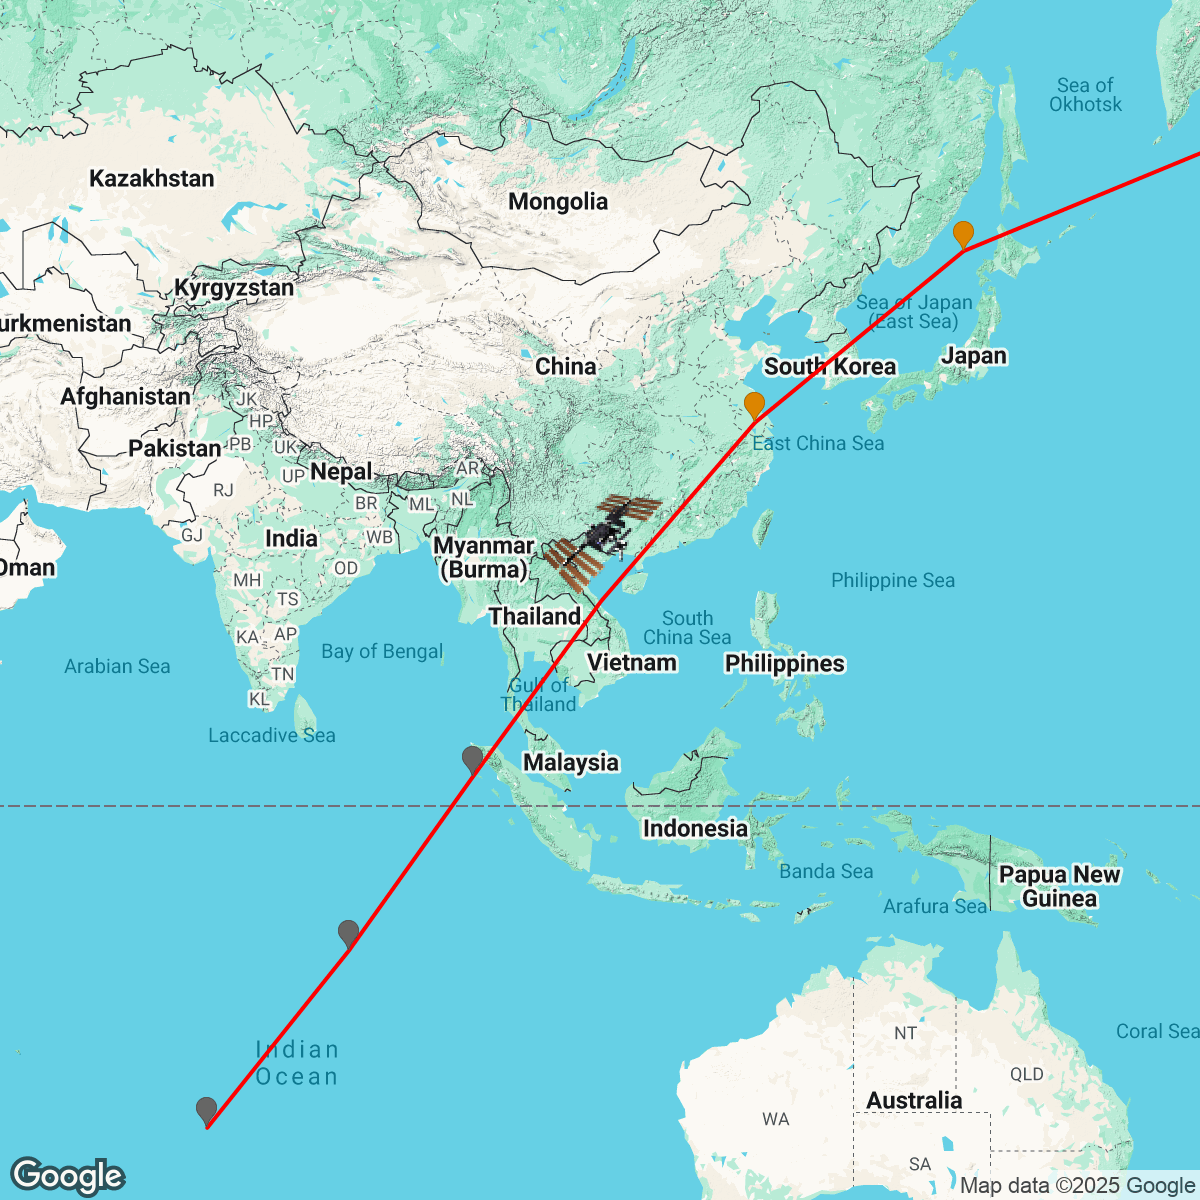 Sea of
Okhotsk
Kazakhstan
Mongolia
Kyrgyzstan
Sea of Japan
(East Sea)
urkmenistan
China
South Korea
Japan
Afghanistan
JK
HP
Pakistan
PB
UK
East China Sea
Nepal
AR
UP
RJ
BR
ML
NL
GJ
India
WB
Myanmar
(Burma)
Oman
OD
MH
Philippine Sea
TS
Thailand
South
China Sea
KA
AP
Bay of Bengal
Arabian Sea
Vietnam
Philippines
TN
Gulf of
Thailand
KL
Laccadive Sea
Malaysia
Indonesia
Banda Sea
Papua New
Guinea
Arafura Sea
NT
Coral Sea
Indian
Ocean
QLD
Australia
WA
SA
Google
Map data ©2025 Google